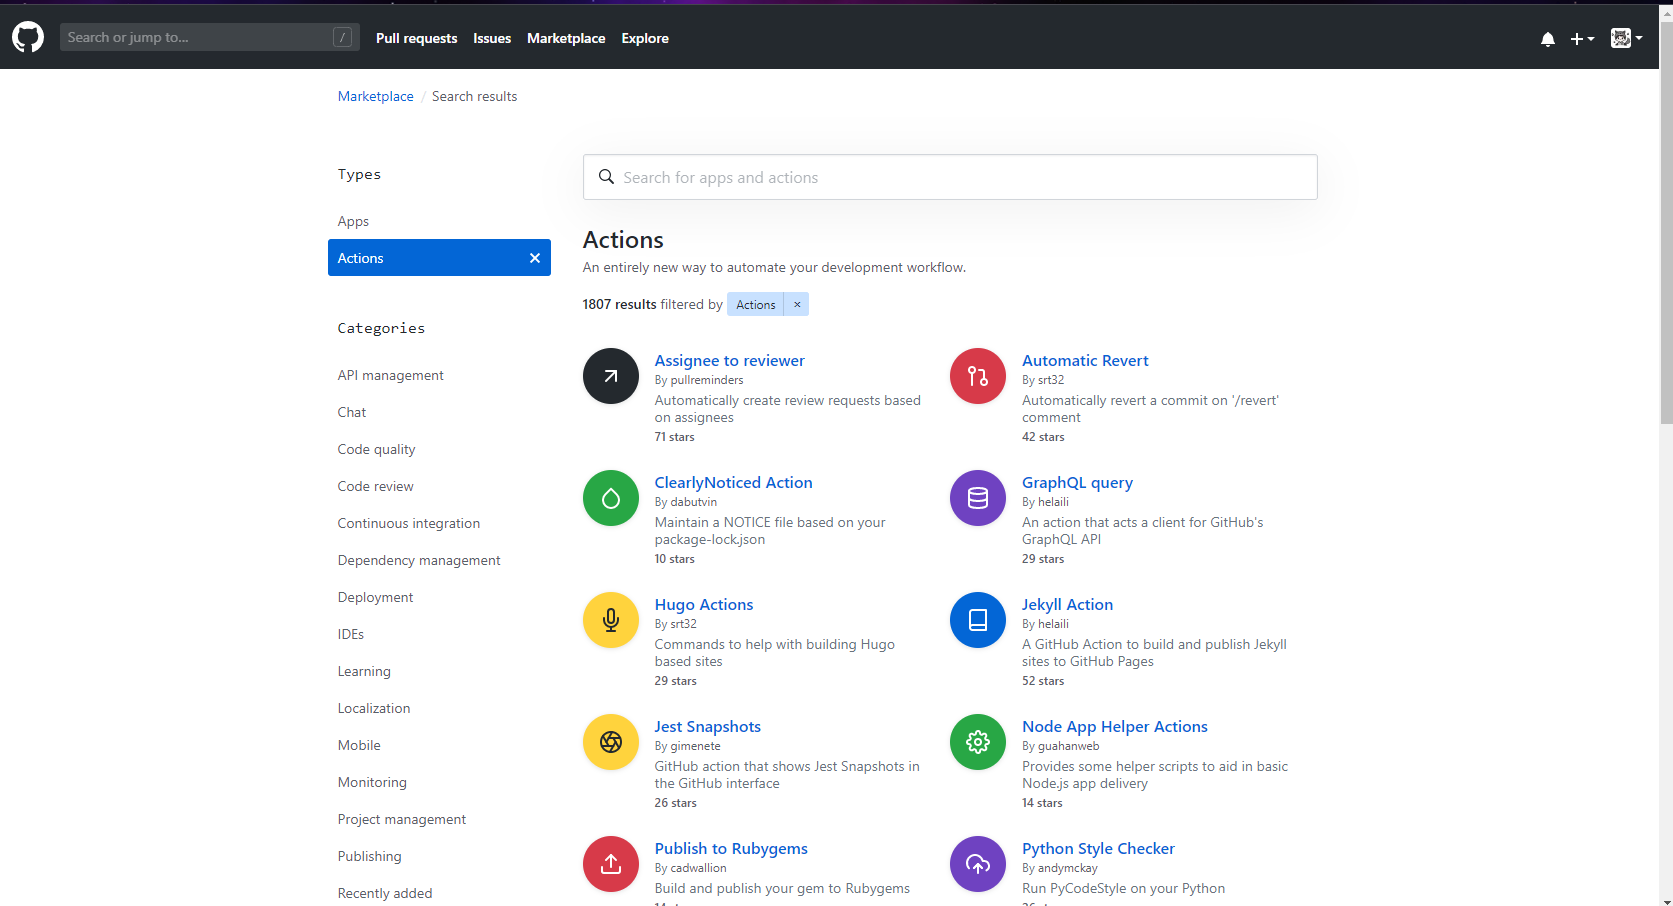 Search or jump to...
/
Pull requests
Issues
Marketplace
Explore
Marketplace / Search results
Types
Apps
Actions
Categories
API management
Chat
Code quality
Code review
Continuous integration
Dependency management
Deployment
IDEs
Learning
Localization
Mobile
Monitoring
Project management
Publishing
Recently added
Search for apps and actions
Actions
An entirely new way to automate your development workflow.
1807 results filtered by Actions ×
Assignee to reviewer
By pullreminders
Automatically create review requests based
on assignees
71 stars
Automatic Revert
By srt32
Automatically revert a commit on '/revert'
comment
42 stars
ClearlyNoticed Action
By dabutvin
Maintain a NOTICE file based on your
package-lock.json
10 stars
GraphQL query
By helaili
An action that acts a client for GitHub's
GraphQL API
29 stars
Hugo Actions
By srt32
Commands to help with building Hugo
based sites
29 stars
Jekyll Action
By helaili
A GitHub Action to build and publish Jekyll
sites to GitHub Pages
52 stars
Jest Snapshots
By gimenete
GitHub action that shows Jest Snapshots in
the GitHub interface
26 stars
Node App Helper Actions
By guahanweb
Provides some helper scripts to aid in basic
Node.js app delivery
14 stars
Publish to Rubygems
By cadwallion
Build and publish your gem to Rubygems
Python Style Checker
By andymckay
Run PyCodeStyle on your Python